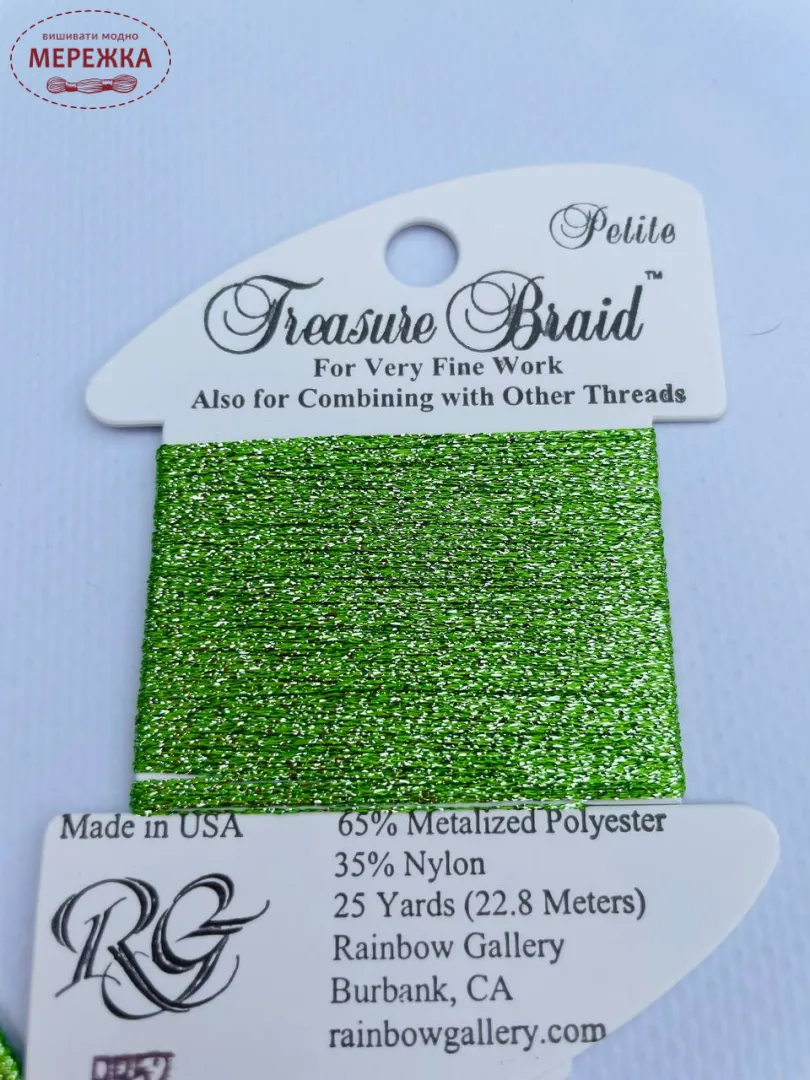 вишивати модно
МЕРЕЖКА
Petite
Treasure Braid™
For Very Fine Work
Also for Combining with Other Threads
Made in USA
65% Metalized Polyester
35% Nylon
25 Yards (22.8 Meters)
RG
Rainbow Gallery
Burbank, CA
rainbowgallery.com